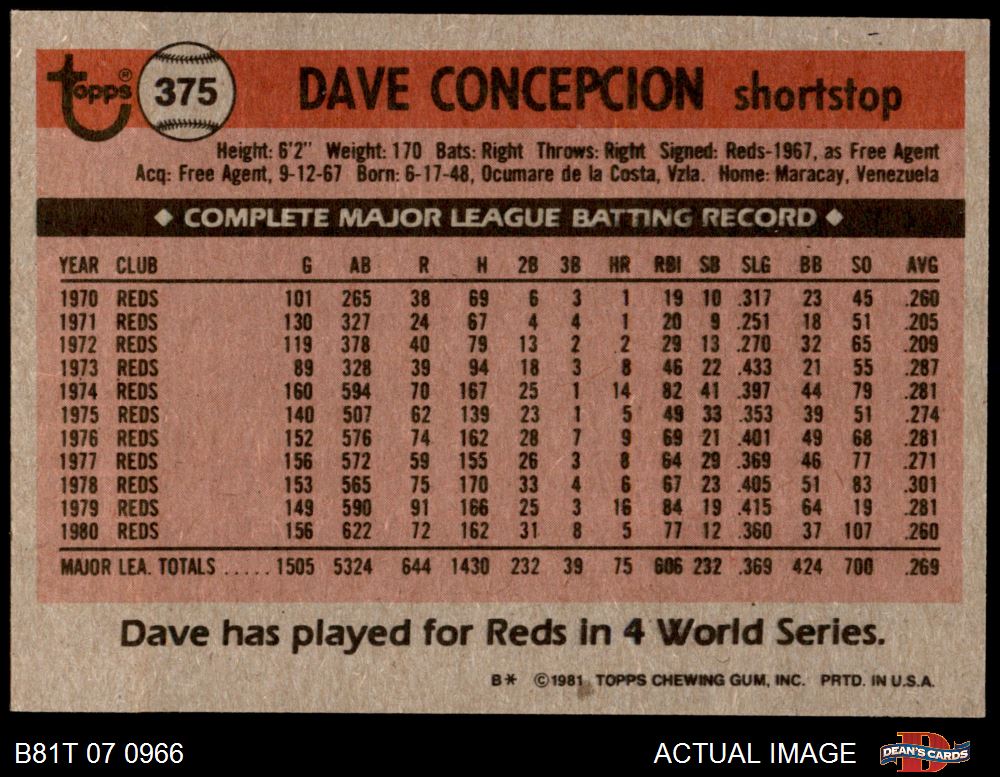 topps® 375 DAVE CONCEPCION shortstop
Height: 6'2" Weight: 170 Bats: Right Throws: Right Signed: Reds-1967, as Free Agent
Acq: Free Agent, 9-12-67 Born: 6-17-48, Ocumare de la Costa, Vzla. Home: Maracay, Venezuela
◆ COMPLETE MAJOR LEAGUE BATTING RECORD ◆
YEAR CLUB G AB R H 2B 3B HR RBI SB SLG BB SO AVG
1970 REDS 101 265 38 69 6 3 1 19 10 .317 23 45 .260
1971 REDS 130 327 24 67 4 4 1 20 9 .251 18 51 .205
1972 REDS 119 378 40 79 13 2 2 29 13 .270 32 65 .209
1973 REDS 89 328 39 94 18 3 8 46 22 .433 21 55 .287
1974 REDS 160 594 70 167 25 1 14 82 41 .397 44 79 .281
1975 REDS 140 507 62 139 23 1 5 49 33 .353 39 51 .274
1976 REDS 152 576 74 162 28 7 9 69 21 .401 49 68 .281
1977 REDS 156 572 59 155 26 3 8 64 29 .369 46 77 .271
1978 REDS 153 565 75 170 33 4 6 67 23 .405 51 83 .301
1979 REDS 149 590 91 166 25 3 16 84 19 .415 64 19 .281
1980 REDS 156 622 72 162 31 8 5 77 12 .360 37 107 .260
MAJOR LEA. TOTALS ..... 1505 5324 644 1430 232 39 75 606 232 .369 424 700 .269
Dave has played for Reds in 4 World Series.
B* ©1981 TOPPS CHEWING GUM, INC. PRTD. IN U.S.A.
B81T 07 0966 ACTUAL IMAGE DEAN'S CARDS